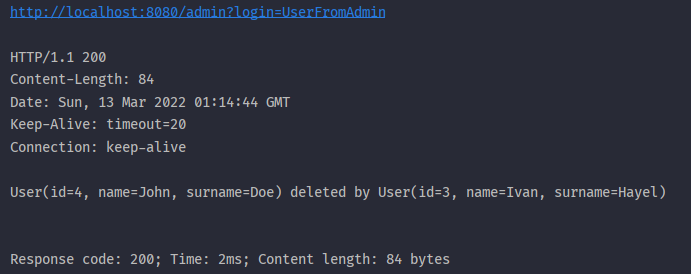 http://localhost:8080/admin?login=UserFromAdmin
HTTP/1.1 200
Content-Length: 84
Date: Sun, 13 Mar 2022 01:14:44 GMT
Keep-Alive: timeout=20
Connection: keep-alive
User(id=4, name=John, surname=Doe) deleted by User(id=3, name=Ivan, surname=Hayel)
Response code: 200; Time: 2ms; Content length: 84 bytes